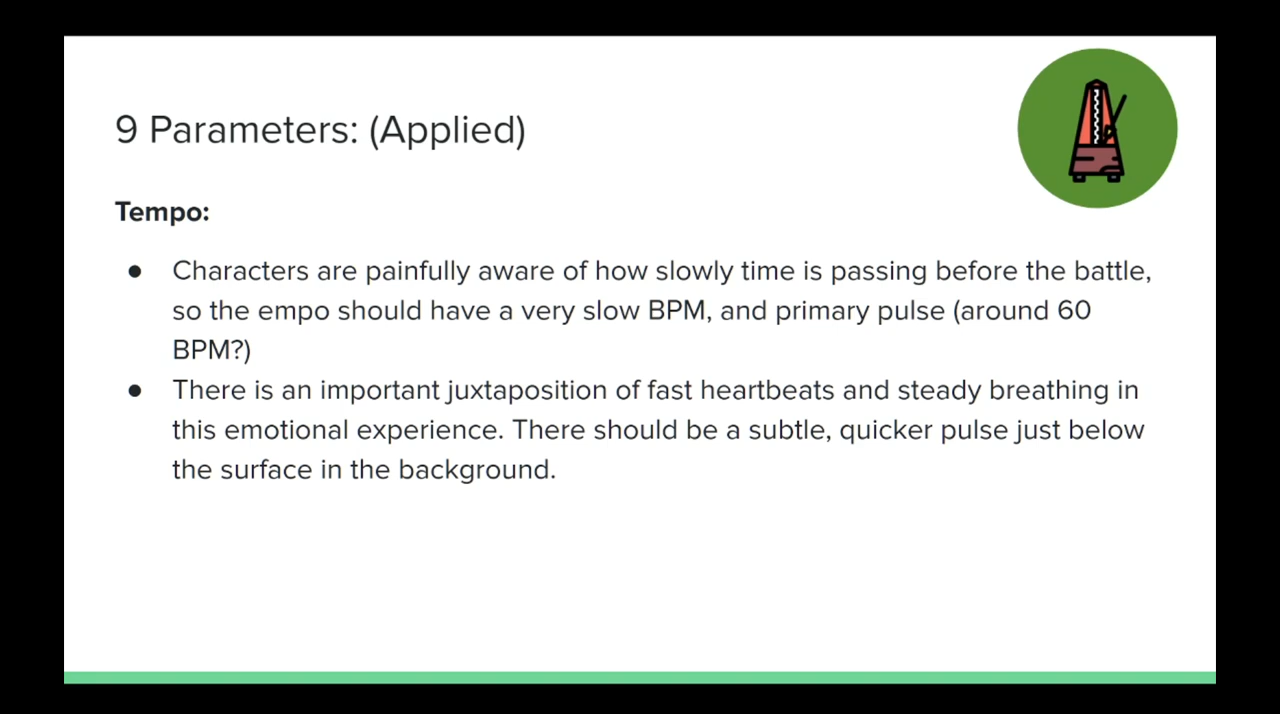 9 Parameters: (Applied)
Tempo:
● Characters are painfully aware of how slowly time is passing before the battle,
so the empo should have a very slow BPM, and primary pulse (around 60
BPM?)
● There is an important juxtaposition of fast heartbeats and steady breathing in
this emotional experience. There should be a subtle, quicker pulse just below
the surface in the background.